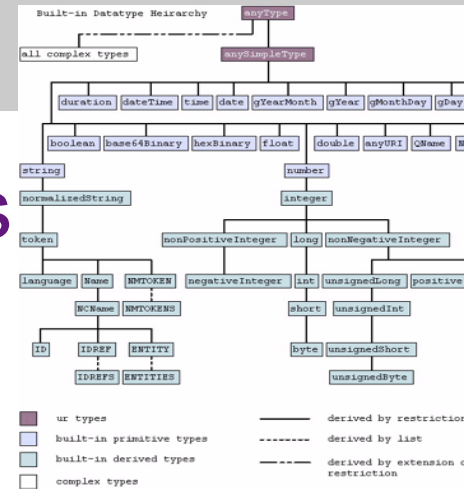 Built-in Datatype Heirarchy anyType
all complex types anySimpleType
duration dateTime time date gYearMonth gYear gMonthDay gDay
boolean base64Binary hexBinary float double anyURI QName
string number
normalizedString integer
s
token nonPositiveInteger long nonNegativeInteger
language Name NMTOKEN negativeInteger int unsignedLong positive
NCName NMTOKENS short unsignedInt
ID IDREF ENTITY byte unsignedShort
IDREFS ENTITIES unsignedByte
ur types derived by restriction
built-in primitive types derived by list
built-in derived types derived by extension
complex types restriction